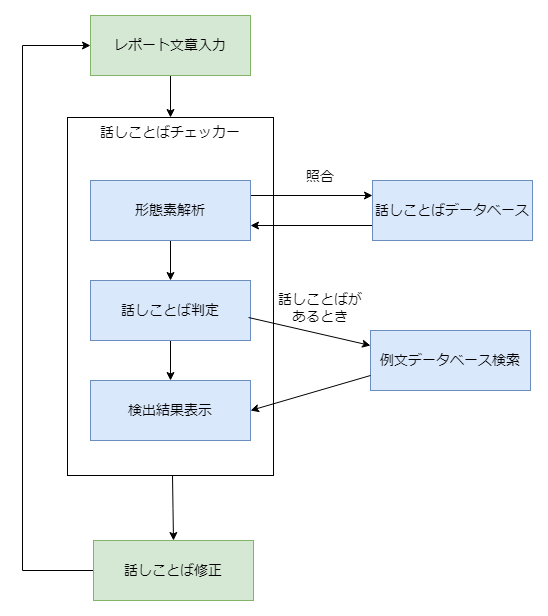 レポート文章入力
話しことばチェッカー
照合
形態素解析
話しことばデータベース
話しことばが
あるとき
話しことば判定
例文データベース検索
検出結果表示
話しことば修正